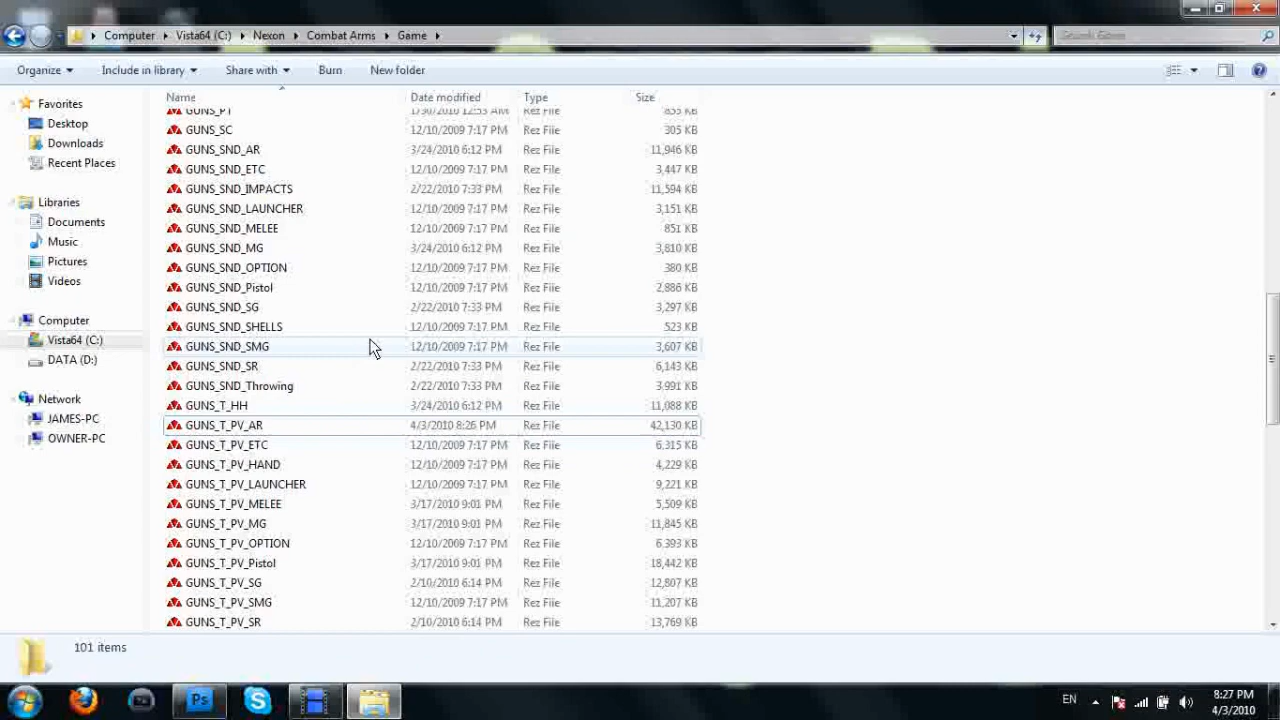 Computer Vista64 (C:) Nexon Combat Arms Game Search Game
Organize Include in library Share with Burn New folder
Name Date modified Type Size
Favorites
Desktop
Downloads
Recent Places
Libraries
Documents
Music
Pictures
Videos
Computer
Vista64 (C:)
DATA (D:)
Network
JAMES-PC
OWNER-PC
GUNS_PT 1/30/2010 12:53 AM Rez File 855 KB
GUNS_SC 12/10/2009 7:17 PM Rez File 305 KB
GUNS_SND_AR 3/24/2010 6:12 PM Rez File 11,946 KB
GUNS_SND_ETC 12/10/2009 7:17 PM Rez File 3,447 KB
GUNS_SND_IMPACTS 2/22/2010 7:33 PM Rez File 11,594 KB
GUNS_SND_LAUNCHER 12/10/2009 7:17 PM Rez File 3,151 KB
GUNS_SND_MELEE 12/10/2009 7:17 PM Rez File 851 KB
GUNS_SND_MG 3/24/2010 6:12 PM Rez File 3,810 KB
GUNS_SND_OPTION 12/10/2009 7:17 PM Rez File 380 KB
GUNS_SND_Pistol 12/10/2009 7:17 PM Rez File 2,886 KB
GUNS_SND_SG 2/22/2010 7:33 PM Rez File 3,297 KB
GUNS_SND_SHELLS 12/10/2009 7:17 PM Rez File 523 KB
GUNS_SND_SMG 12/10/2009 7:17 PM Rez File 3,607 KB
GUNS_SND_SR 2/22/2010 7:33 PM Rez File 6,143 KB
GUNS_SND_Throwing 2/22/2010 7:33 PM Rez File 3,991 KB
GUNS_T_HH 3/24/2010 6:12 PM Rez File 11,088 KB
GUNS_T_PV_AR 4/3/2010 8:26 PM Rez File 42,130 KB
GUNS_T_PV_ETC 12/10/2009 7:17 PM Rez File 6,315 KB
GUNS_T_PV_HAND 12/10/2009 7:17 PM Rez File 4,229 KB
GUNS_T_PV_LAUNCHER 12/10/2009 7:17 PM Rez File 9,221 KB
GUNS_T_PV_MELEE 3/17/2010 9:01 PM Rez File 5,509 KB
GUNS_T_PV_MG 3/17/2010 9:01 PM Rez File 11,845 KB
GUNS_T_PV_OPTION 12/10/2009 7:17 PM Rez File 6,393 KB
GUNS_T_PV_Pistol 3/17/2010 9:01 PM Rez File 18,442 KB
GUNS_T_PV_SG 2/10/2010 6:14 PM Rez File 12,807 KB
GUNS_T_PV_SMG 12/10/2009 7:17 PM Rez File 11,207 KB
GUNS_T_PV_SR 2/10/2010 6:14 PM Rez File 13,769 KB
101 items
Ps
EN
8:27 PM
4/3/2010